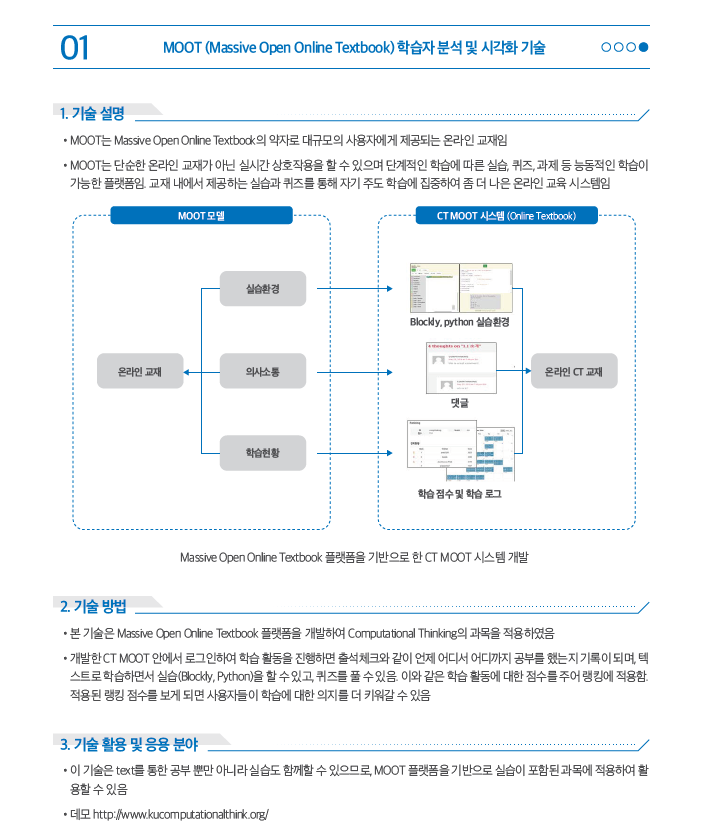 01
MOOT (Massive Open Online Textbook) 학습자 분석 및 시각화 기술
1. 기술 설명
• MOOT는 Massive Open Online Textbook의 약자로 대규모의 사용자에게 제공되는 온라인 교재임
• MOOT는 단순한 온라인 교재가 아닌 실시간 상호작용을 할 수 있으며 단계적인 학습에 따른 실습, 퀴즈, 과제 등 능동적인 학습이
가능한 플랫폼임. 교재 내에서 제공하는 실습과 퀴즈를 통해 자기 주도 학습에 집중하여 좀 더 나은 온라인 교육 시스템임
MOOT 모델
CT MOOT 시스템 (Online Textbook)
실습환경
Blockly, python 실습환경
온라인 교재
의사소통
댓글
온라인 CT 교재
학습현황
학습 점수 및 학습 로그
Massive Open Online Textbook 플랫폼을 기반으로 한 CT MOOT 시스템 개발
2. 기술 방법
• 본 기술은 Massive Open Online Textbook 플랫폼을 개발하여 Computational Thinking의 과목을 적용하였음
• 개발한 CT MOOT 안에서 로그인하여 학습 활동을 진행하면 출석체크와 같이 언제 어디서 어디까지 공부를 했는지 기록이 되며, 텍
스트로 학습하면서 실습(Blockly, Python)을 할 수 있고, 퀴즈를 풀 수 있음. 이와 같은 학습 활동에 대한 점수를 주어 랭킹에 적용함.
적용된 랭킹 점수를 보게 되면 사용자들이 학습에 대한 의지를 더 키워갈 수 있음
3. 기술 활용 및 응용 분야
• 이 기술은 text를 통한 공부 뿐만 아니라 실습도 함께할 수 있으므로, MOOT 플랫폼을 기반으로 실습이 포함된 과목에 적용하여 활
용할 수 있음
• 데모 http://www.kucomputationalthink.org/